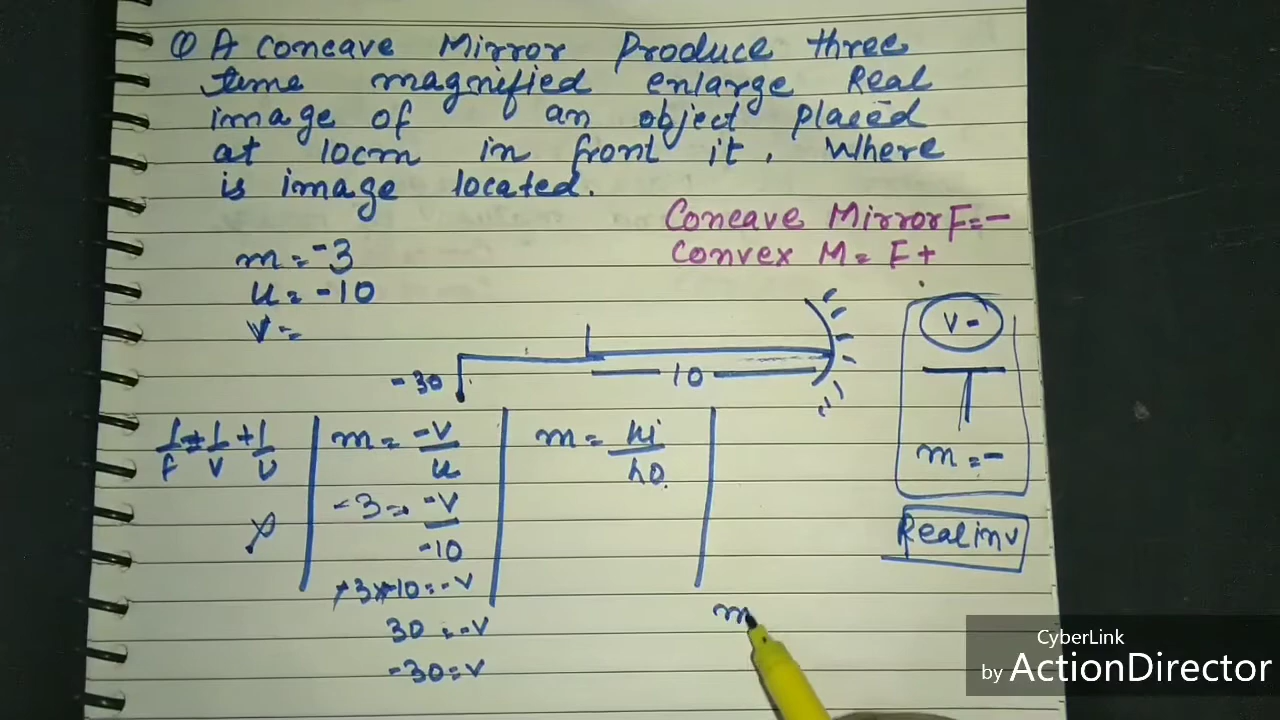 Q A Concave Mirror Produce three
time magnified enlarge Real
image of an object placed
at 10cm in front it. Where
is image located.
Concave Mirror F = -
Convex M = F +
m = -3
u = -10
V =
V -
-30
10
1/F = 1/V + 1/U
m = -V/u
m = hi/ho
m = -
-3 = -V/-10
Real inv
-3x-10 = -V
30 = -V
-30 = V
m
CyberLink
by ActionDirector